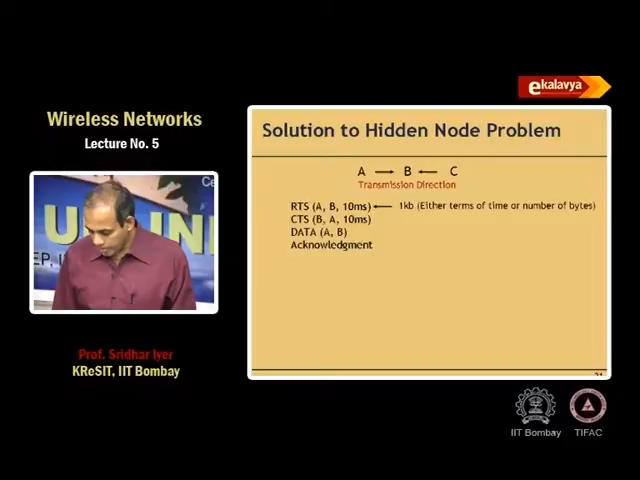 ekalavya
Wireless Networks
Lecture No. 5
Solution to Hidden Node Problem
A → B ← C
Transmission Direction
RTS (A, B, 10ms) ← 1kb (Either terms of time or number of bytes)
CTS (B, A, 10ms)
DATA (A, B)
Acknowledgment
Prof. Sridhar Iyer
KReSIT, IIT Bombay
IIT Bombay
TIFAC